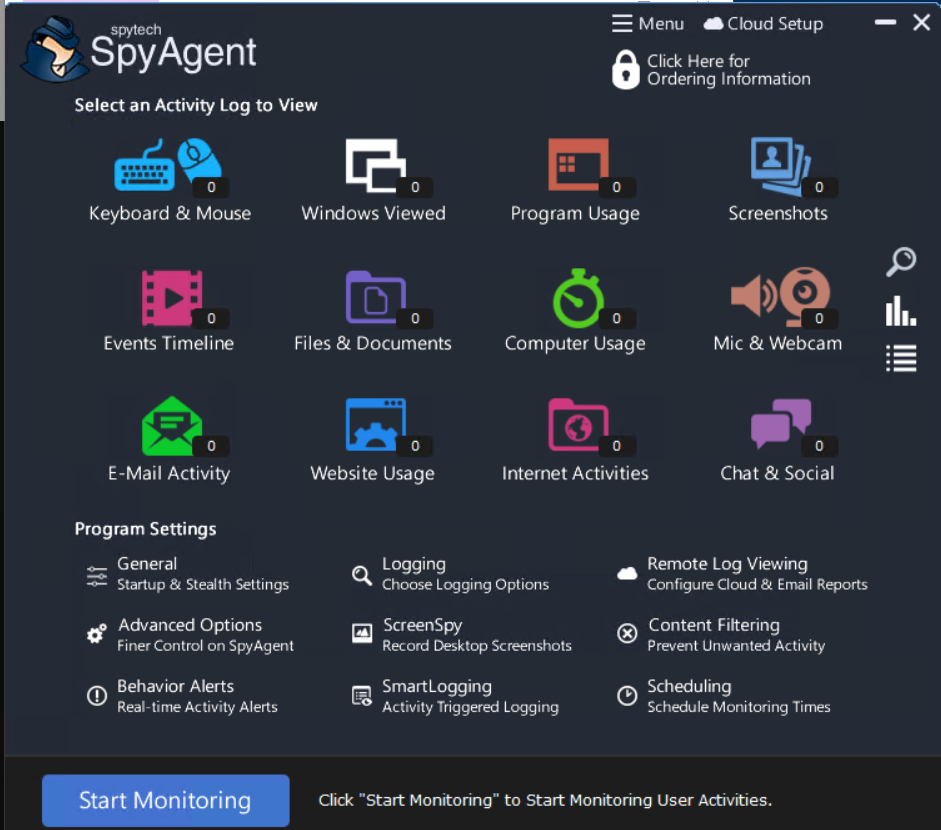 spytech
SpyAgent
Menu
Cloud Setup
Click Here for
Ordering Information
Select an Activity Log to View
0
0
0
0
Keyboard & Mouse
Windows Viewed
Program Usage
Screenshots
0
0
0
0
Events Timeline
Files & Documents
Computer Usage
Mic & Webcam
0
0
0
0
E-Mail Activity
Website Usage
Internet Activities
Chat & Social
Program Settings
General
Startup & Stealth Settings
Logging
Choose Logging Options
Remote Log Viewing
Configure Cloud & Email Reports
Advanced Options
Finer Control on SpyAgent
ScreenSpy
Record Desktop Screenshots
Content Filtering
Prevent Unwanted Activity
Behavior Alerts
Real-time Activity Alerts
SmartLogging
Activity Triggered Logging
Scheduling
Schedule Monitoring Times
Start Monitoring
Click "Start Monitoring" to Start Monitoring User Activities.